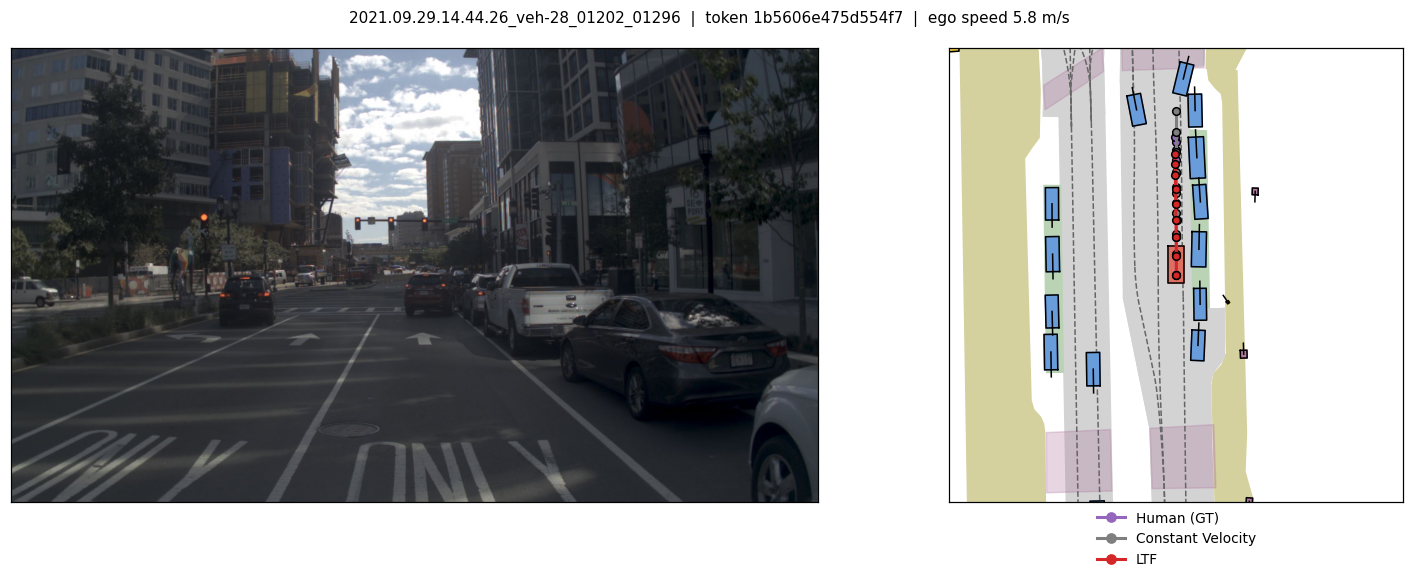 2021.09.29.14.44.26_veh-28_01202_01296 | token 1b5606e475d554f7 | ego speed 5.8 m/s
ONLY
ONLY
Human (GT)
Constant Velocity
LTF